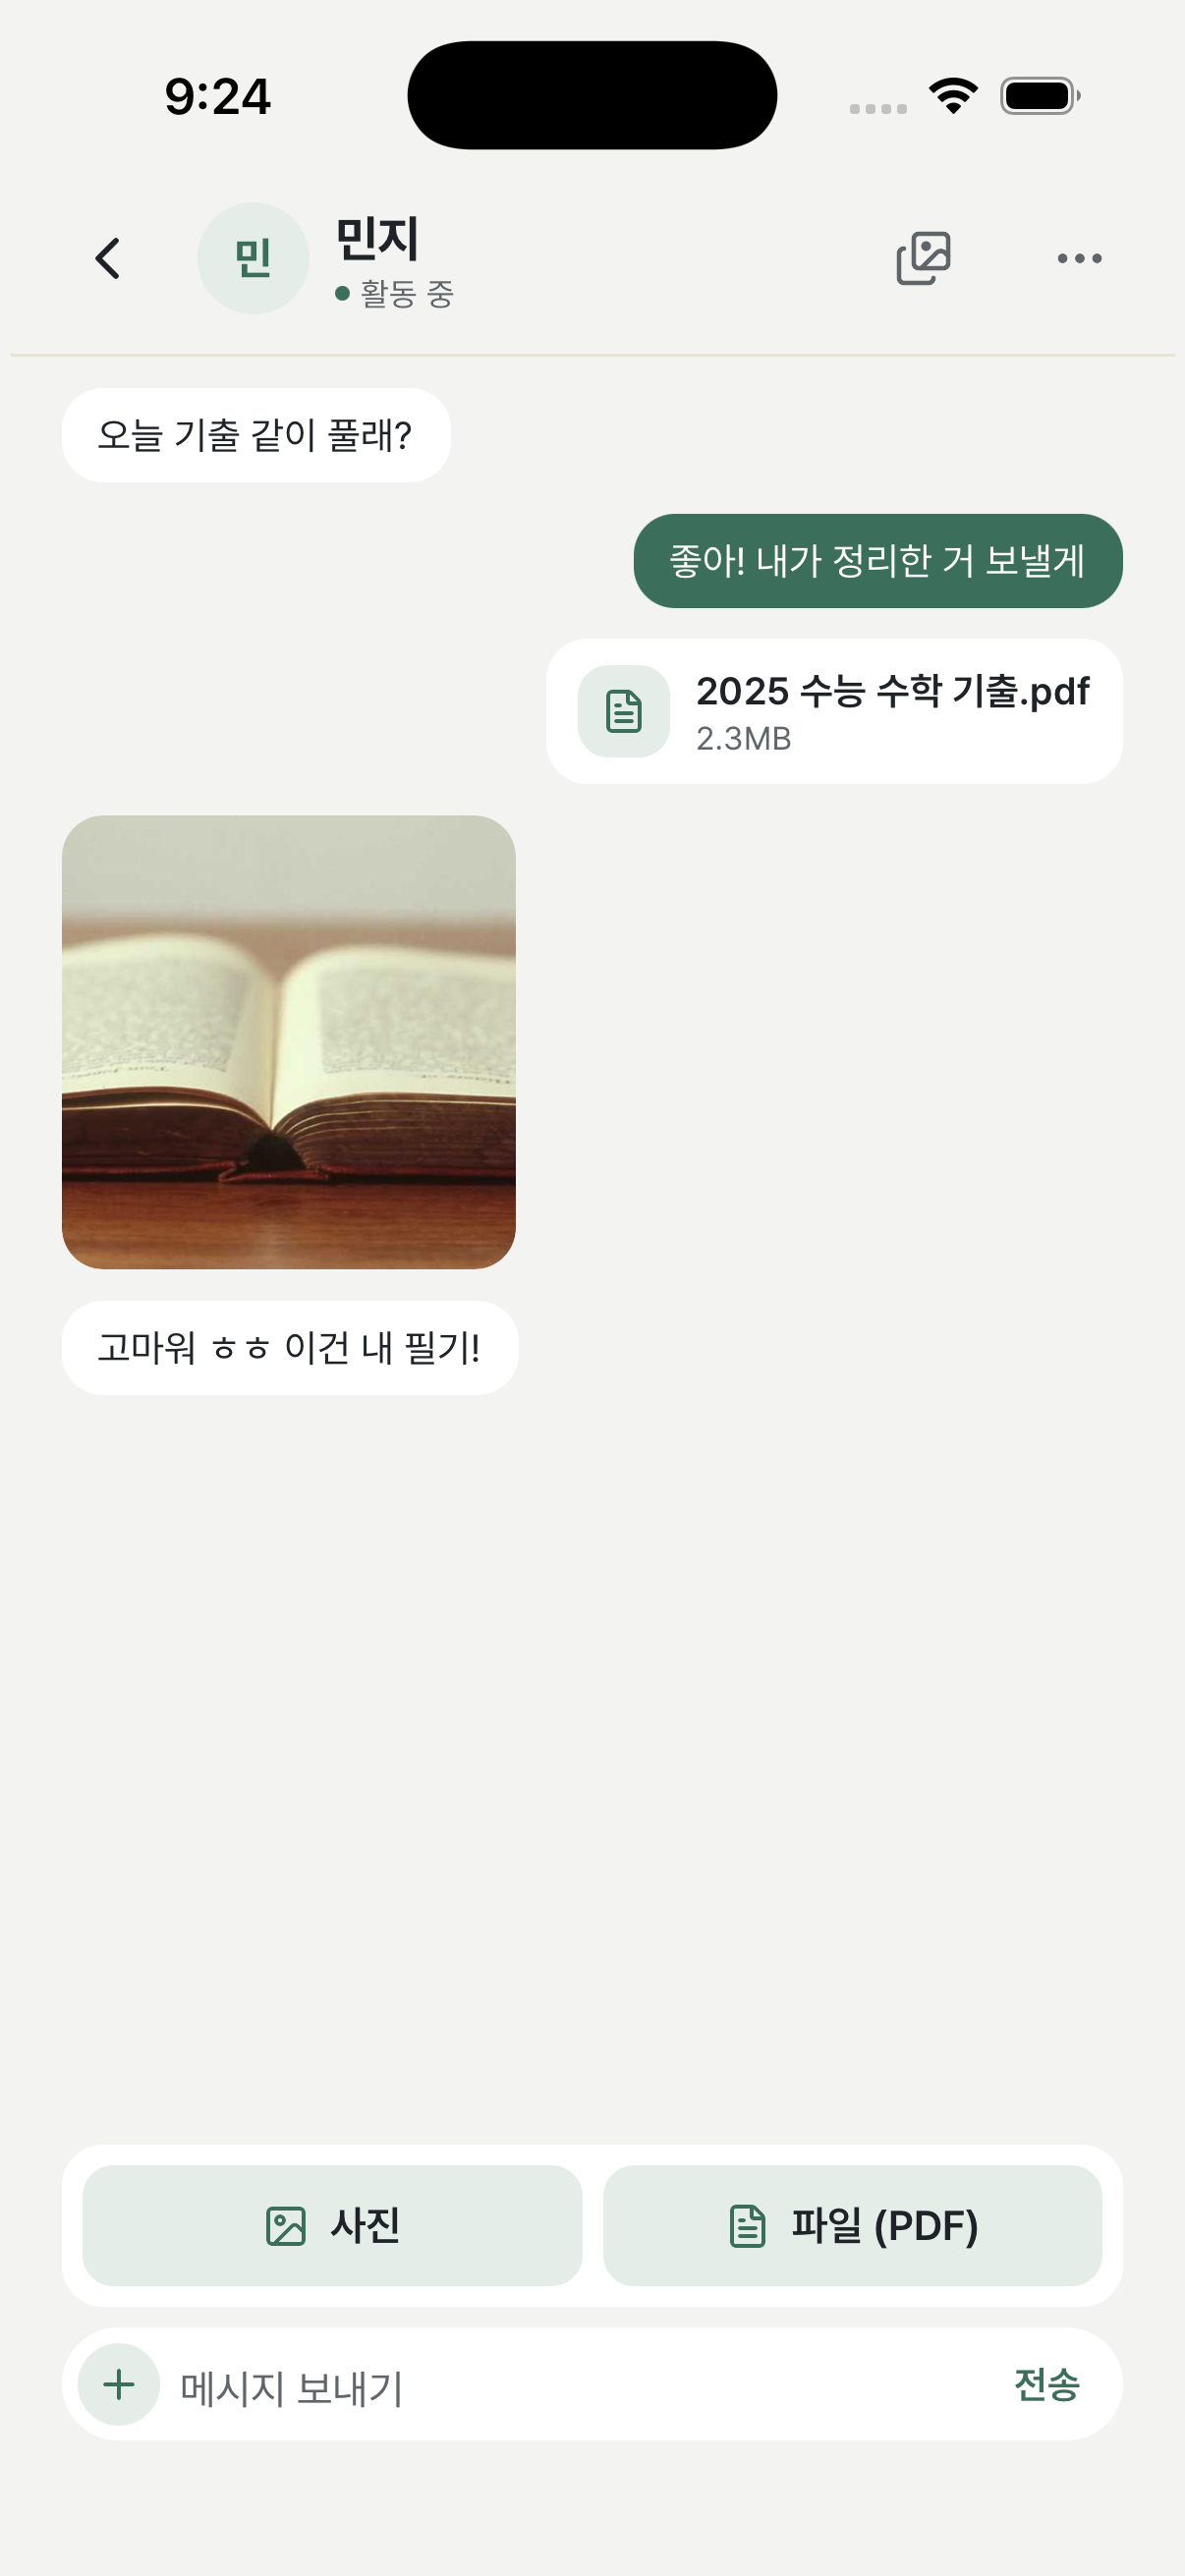 9:24
민
민지
활동 중
오늘 기출 같이 풀래?
좋아! 내가 정리한 거 보낼게
2025 수능 수학 기출.pdf
2.3MB
고마워 ㅎㅎ 이건 내 필기!
사진
파일 (PDF)
메시지 보내기
전송